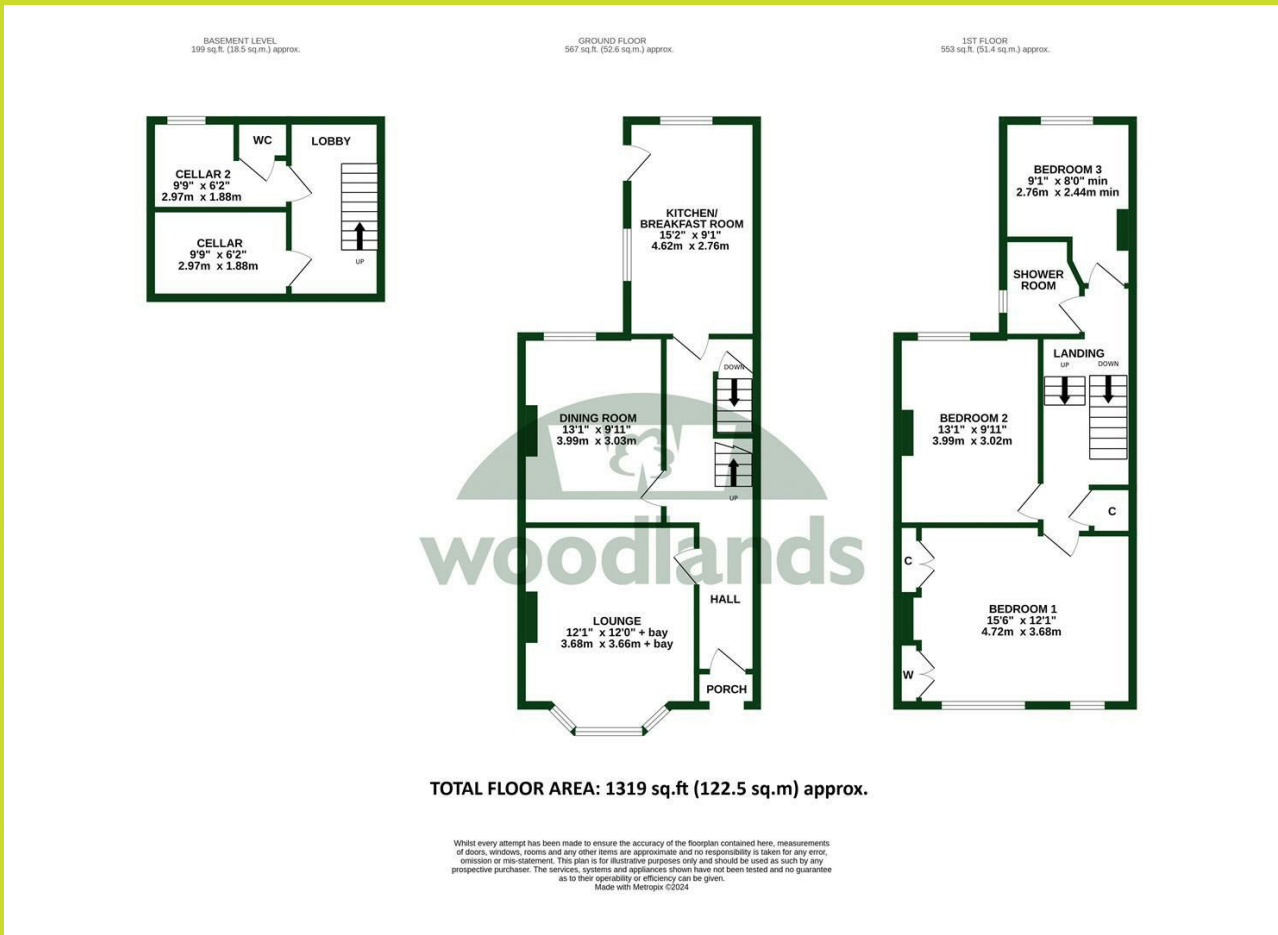 BASEMENT LEVEL
199 sq.ft. (18.5 sq.m.) approx.
GROUND FLOOR
567 sq.ft. (52.6 sq.m.) approx.
1ST FLOOR
553 sq.ft. (51.4 sq.m.) approx.
WC
LOBBY
CELLAR 2
9'9" x 6'2"
2.97m x 1.88m
CELLAR
9'9" x 6'2"
2.97m x 1.88m
UP
KITCHEN/
BREAKFAST ROOM
15'2" x 9'1"
4.62m x 2.76m
DOWN
DINING ROOM
13'1" x 9'11"
3.99m x 3.03m
UP
woodlands
HALL
LOUNGE
12'1" x 12'0" + bay
3.68m x 3.66m + bay
PORCH
BEDROOM 3
9'1" x 8'0" min
2.76m x 2.44m min
SHOWER
ROOM
LANDING
UP
DOWN
BEDROOM 2
13'1" x 9'11"
3.99m x 3.02m
C
C
BEDROOM 1
15'6" x 12'1"
4.72m x 3.68m
W
TOTAL FLOOR AREA: 1319 sq.ft (122.5 sq.m) approx.
Whilst every attempt has been made to ensure the accuracy of the floorplan contained here, measurements
of doors, windows, rooms and any other items are approximate and no responsibility is taken for any error,
omission or mis-statement. This plan is for illustrative purposes only and should be used as such by any
prospective purchaser. The services, systems and appliances shown have not been tested and no guarantee
as to their operability or efficiency can be given.
Made with Metropix ©2024